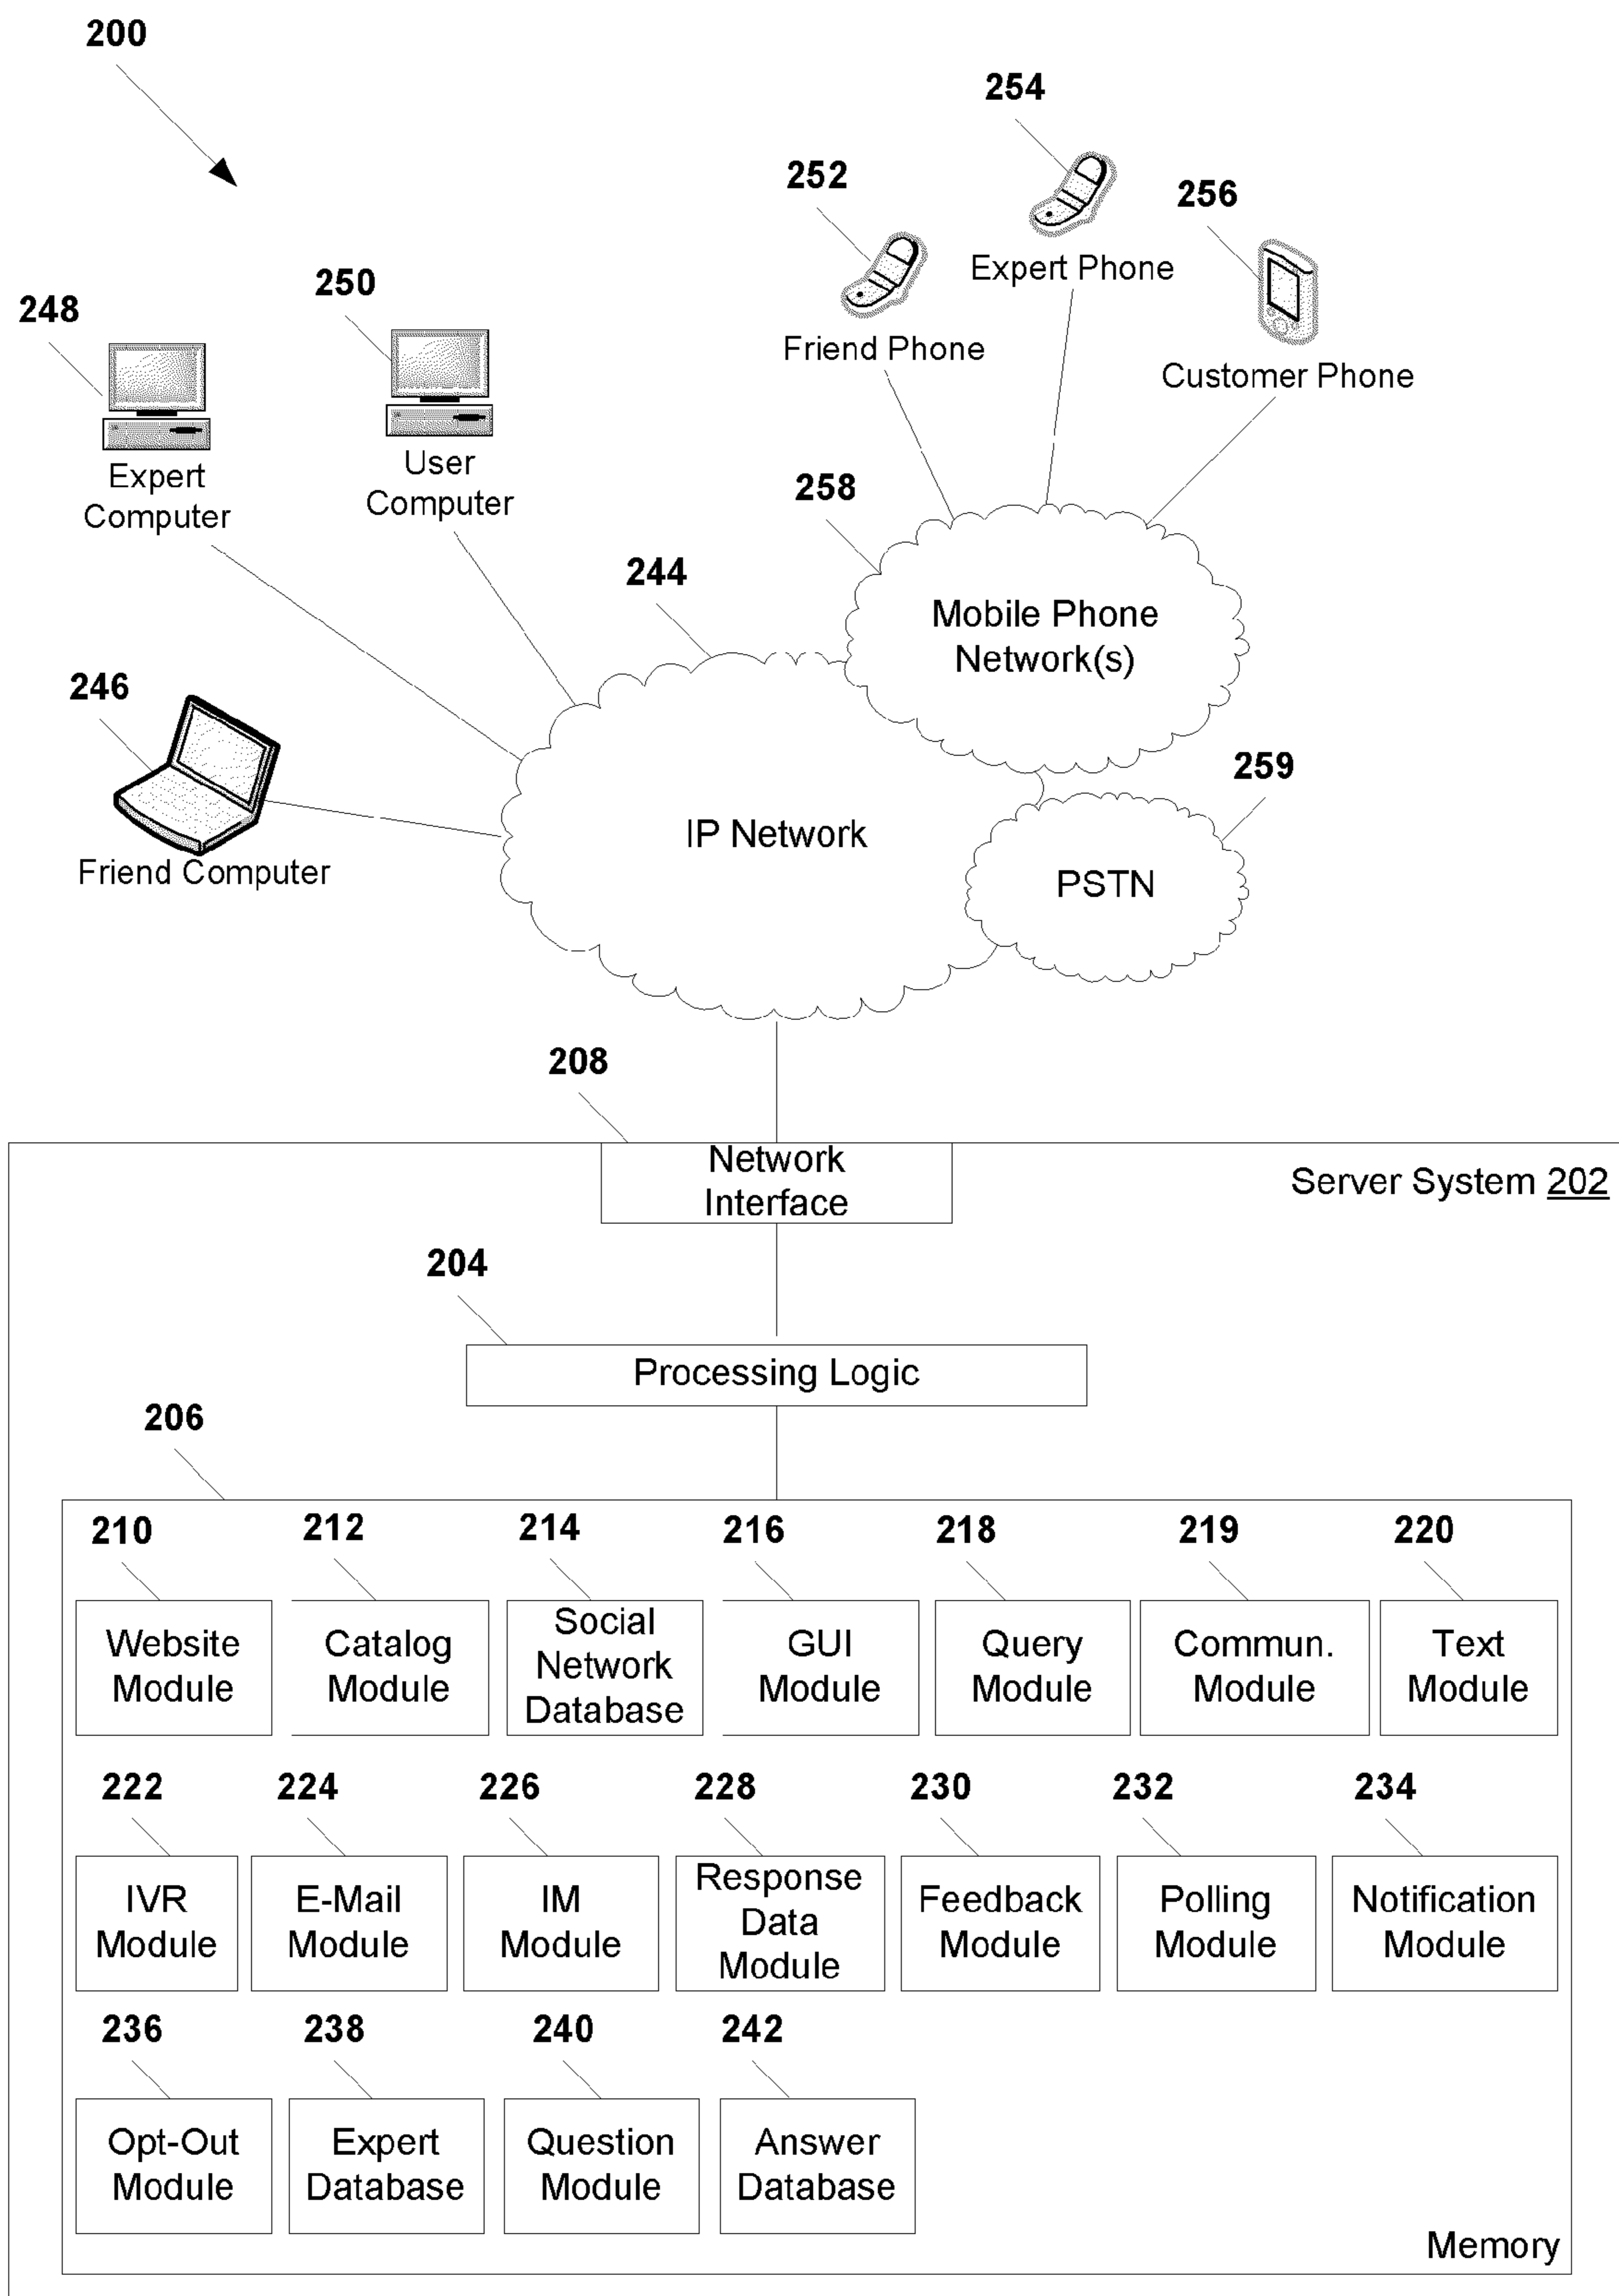 200
254
252
256
Expert Phone
250
248
Friend Phone
Customer Phone
User
Computer
Expert
Computer
258
244
Mobile Phone
Network(s)
246
259
IP Network
Friend Computer
PSTN
208
Network
Interface
Server System 202
204
Processing Logic
206
210 212 214 216 218 219 220
Website
Module
Catalog
Module
Social
Network
Database
GUI
Module
Query
Module
Commun.
Module
Text
Module
222 224 226 228 230 232 234
IVR
Module
E-Mail
Module
IM
Module
Response
Data
Module
Feedback
Module
Polling
Module
Notification
Module
236 238 240 242
Opt-Out
Module
Expert
Database
Question
Module
Answer
Database
Memory